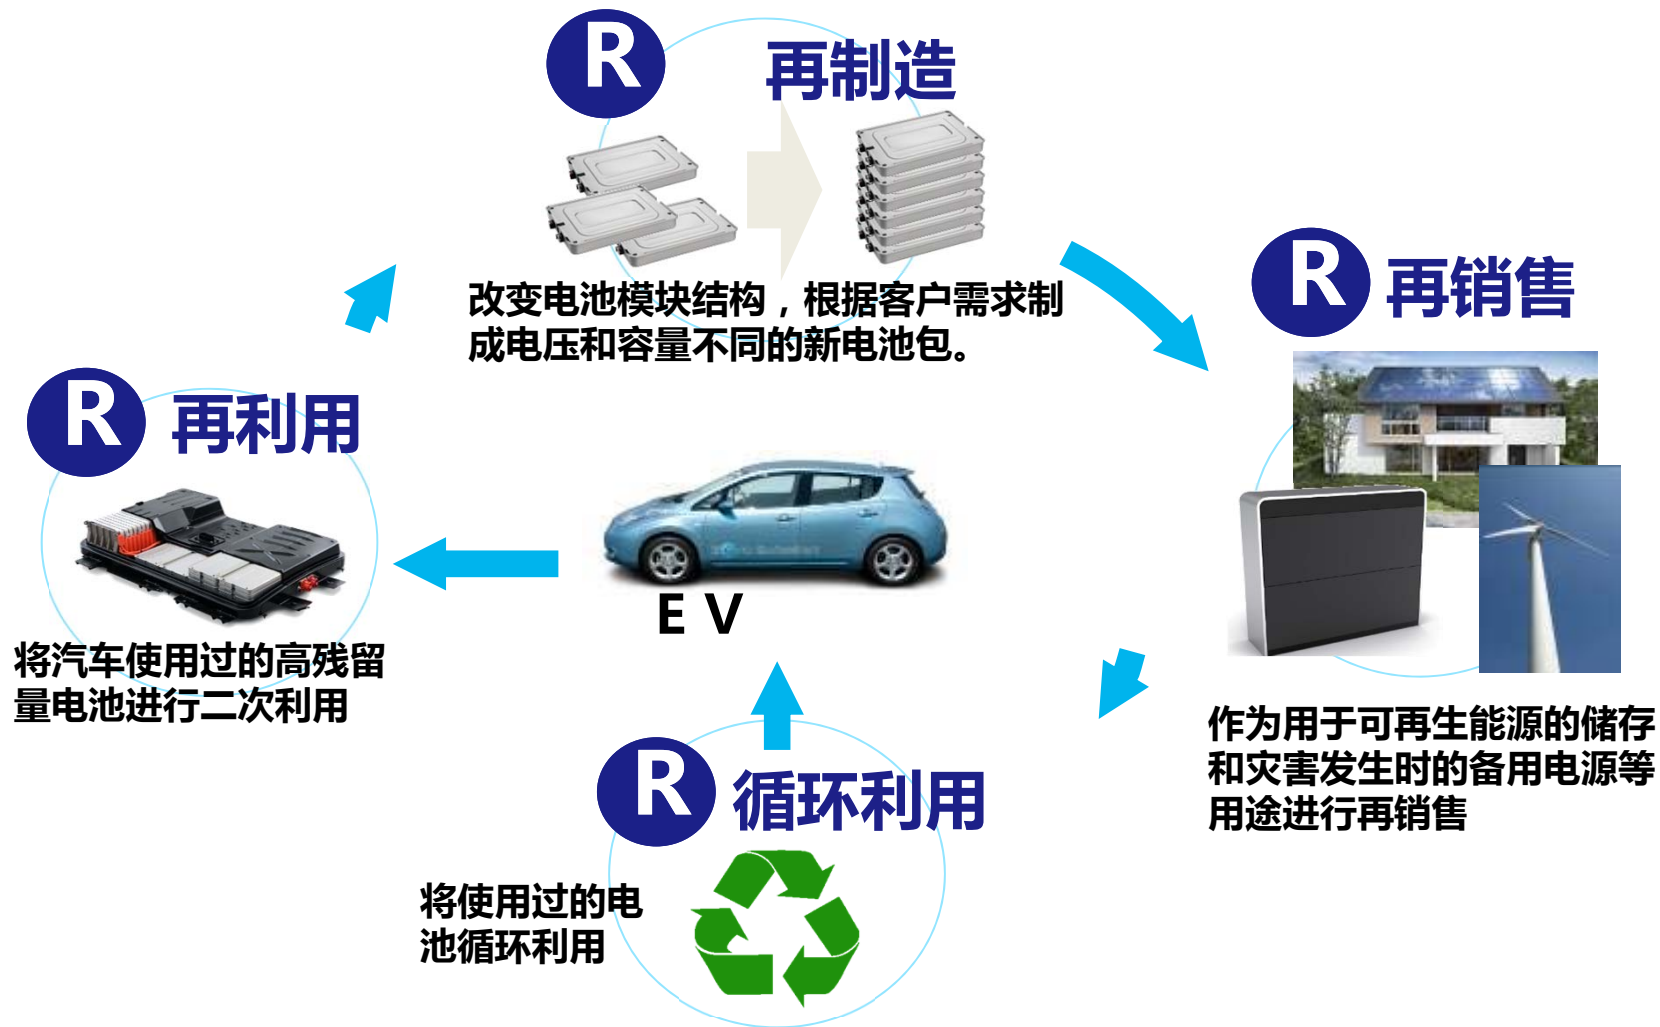 R 再制造
改变电池模块结构，根据客户需求制
成电压和容量不同的新电池包。
R 再销售
作为用于可再生能源的储存
和灾害发生时的备用电源等
用途进行再销售
R 再利用
将汽车使用过的高残留
量电池进行二次利用
E V
R 循环利用
将使用过的电
池循环利用